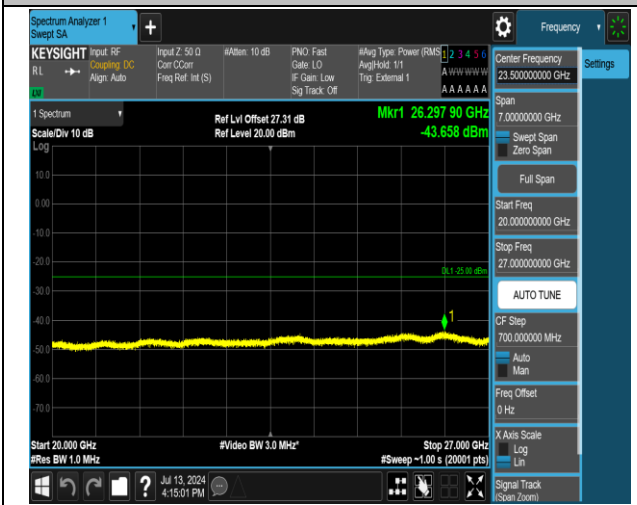 Spectrum Analyzer 1
Swept SA
+
Frequency
KEYSIGHT
RL
LXI
Input: RF
Coupling: DC
Align: Auto
Input Z: 50 Ω
Corr CCorr
Freq Ref: Int (S)
#Atten: 10 dB
PNO: Fast
Gate: LO
IF Gain: Low
Sig Track: Off
#Avg Type: Power (RMS
Avg|Hold: 1/1
Trig: External 1
1 2 3 4 5 6
A W W W W W
A A A A A A
1 Spectrum
Scale/Div 10 dB
Log
Ref Lvl Offset 27.31 dB
Ref Level 20.00 dBm
Mkr1 26.297 90 GHz
-43.658 dBm
10.0
0.00
-10.0
-20.0
-30.0
-40.0
-50.0
-60.0
-70.0
DL1 -25.00 dBm
1
Start 20.000 GHz
#Res BW 1.0 MHz
#Video BW 3.0 MHz*
Stop 27.000 GHz
#Sweep ~1.00 s (20001 pts)
Center Frequency
23.500000000 GHz
Span
7.00000000 GHz
Swept Span
Zero Span
Full Span
Start Freq
20.000000000 GHz
Stop Freq
27.000000000 GHz
AUTO TUNE
CF Step
700.000000 MHz
Auto
Man
Freq Offset
0 Hz
X Axis Scale
Log
Lin
Signal Track
(Span Zoom)
Settings
?
Jul 13, 2024
4:15:01 PM